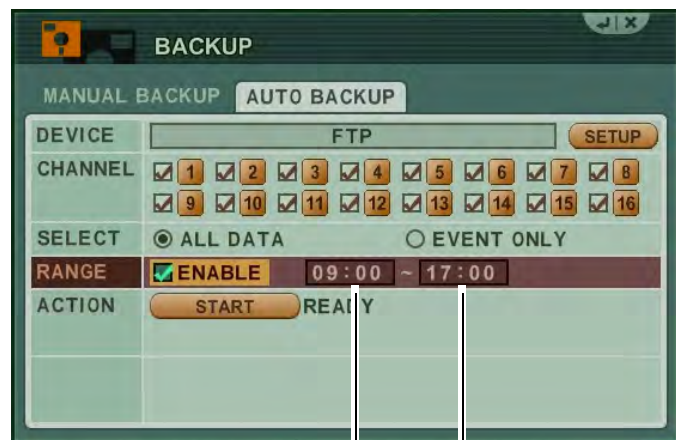 BACKUP
MANUAL BACKUP AUTO BACKUP
DEVICE FTP SETUP
CHANNEL 1 2 3 4 5 6 7 8
9 10 11 12 13 14 15 16
SELECT ALL DATA EVENT ONLY
RANGE ENABLE 09:00 ~ 17:00
ACTION START READY